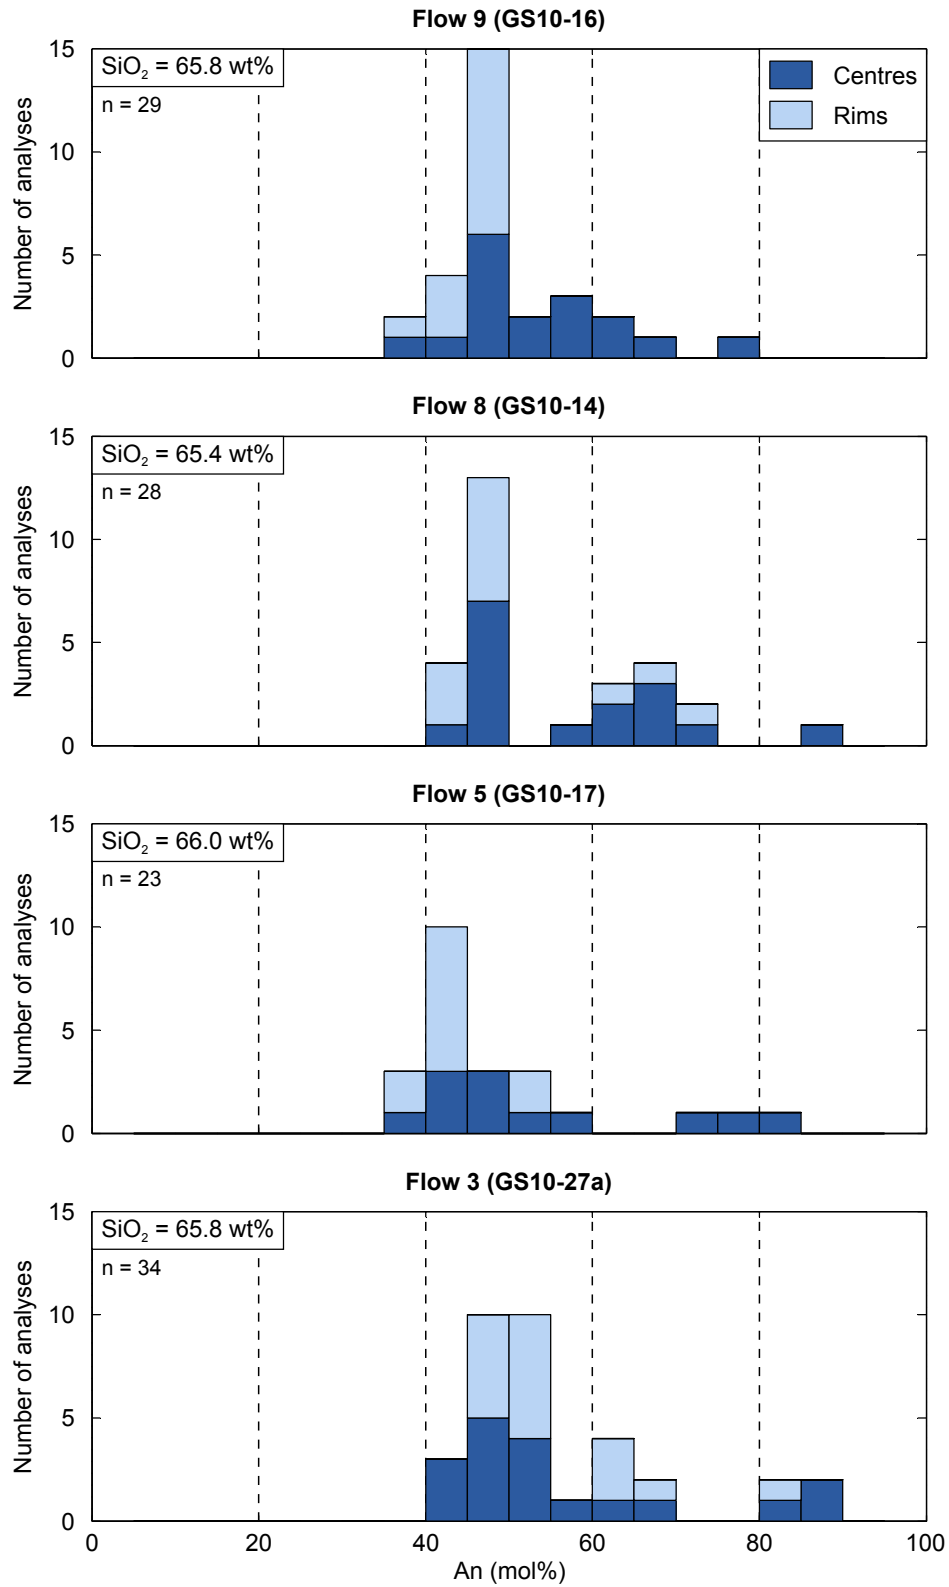 Flow 9 (GS10-16)
SiO₂ = 65.8 wt%
n = 29
Centres
Rims
Number of analyses
15
10
5
0
Flow 8 (GS10-14)
SiO₂ = 65.4 wt%
n = 28
Number of analyses
15
10
5
0
Flow 5 (GS10-17)
SiO₂ = 66.0 wt%
n = 23
Number of analyses
15
10
5
0
Flow 3 (GS10-27a)
SiO₂ = 65.8 wt%
n = 34
Number of analyses
15
10
5
0
0 20 40 60 80 100
An (mol%)